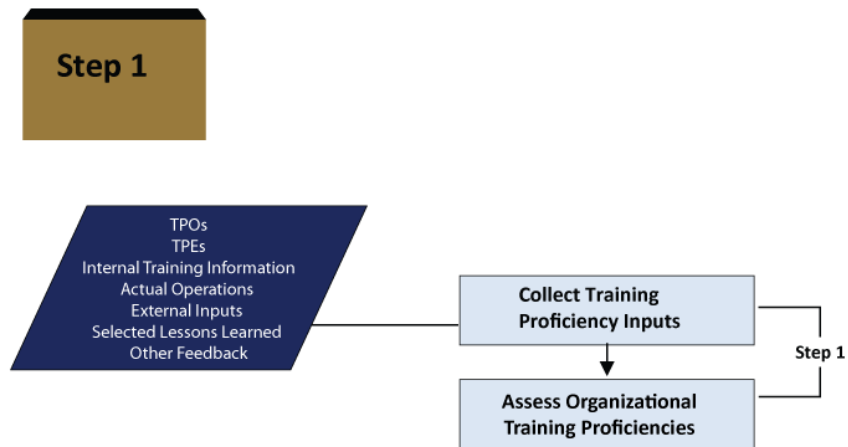 Step 1
TPOs
TPEs
Internal Training Information
Actual Operations
External Inputs
Selected Lessons Learned
Other Feedback
Collect Training
Proficiency Inputs
Step 1
Assess Organizational
Training Proficiencies